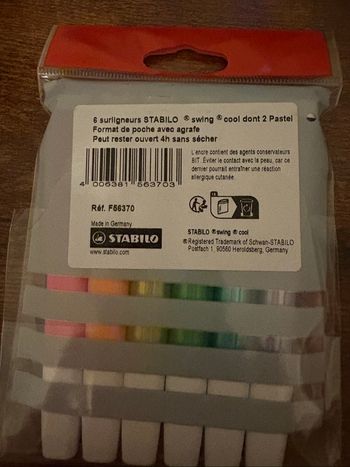 6 surligneurs STABILO ® swing ® cool dont 2 Pastel
Format de poche avec agrafe
Peut rester ouvert 4h sans sécher
L'encre contient des agents conservateurs
BIT. Éviter le contact avec la peau, car ce
dernier pourrait entraîner une réaction
allergique cutanée.
4 006381 563703
Réf. F56370
Made in Germany
STABILO
www.stabilo.com
STABILO ® swing ® cool
® Registered Trademark of Schwan-STABILO
Postfach 1, 90560 Heroldsberg, Germany